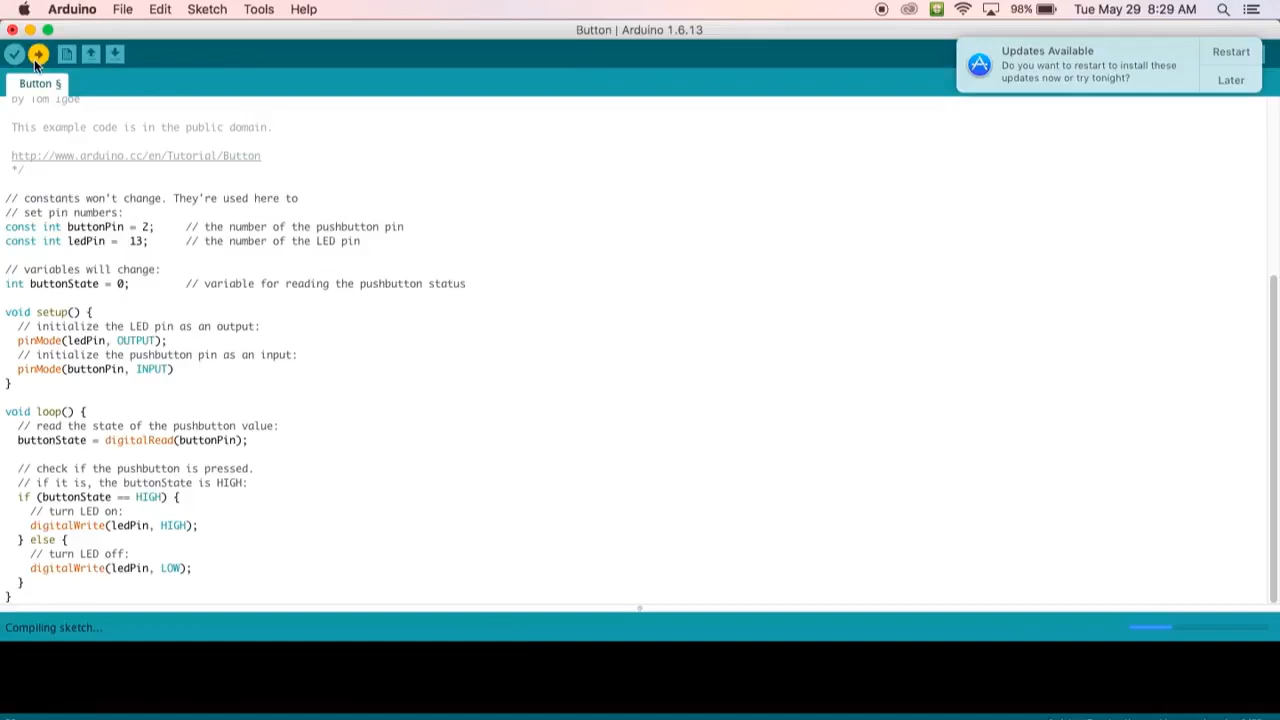 Arduino File Edit Sketch Tools Help 98% Tue May 29 8:29 AM
Button | Arduino 1.6.13
Updates Available
Do you want to restart to install these
updates now or try tonight?
Restart
Later
Button §
by Tom Igoe
This example code is in the public domain.
http://www.arduino.cc/en/Tutorial/Button
*/
// constants won't change. They're used here to
// set pin numbers:
const int buttonPin = 2;     // the number of the pushbutton pin
const int ledPin =  13;      // the number of the LED pin
// variables will change:
int buttonState = 0;         // variable for reading the pushbutton status
void setup() {
  // initialize the LED pin as an output:
  pinMode(ledPin, OUTPUT);
  // initialize the pushbutton pin as an input:
  pinMode(buttonPin, INPUT)
}
void loop() {
  // read the state of the pushbutton value:
  buttonState = digitalRead(buttonPin);
  // check if the pushbutton is pressed.
  // if it is, the buttonState is HIGH:
  if (buttonState == HIGH) {
    // turn LED on:
    digitalWrite(ledPin, HIGH);
  } else {
    // turn LED off:
    digitalWrite(ledPin, LOW);
  }
}
Compiling sketch...